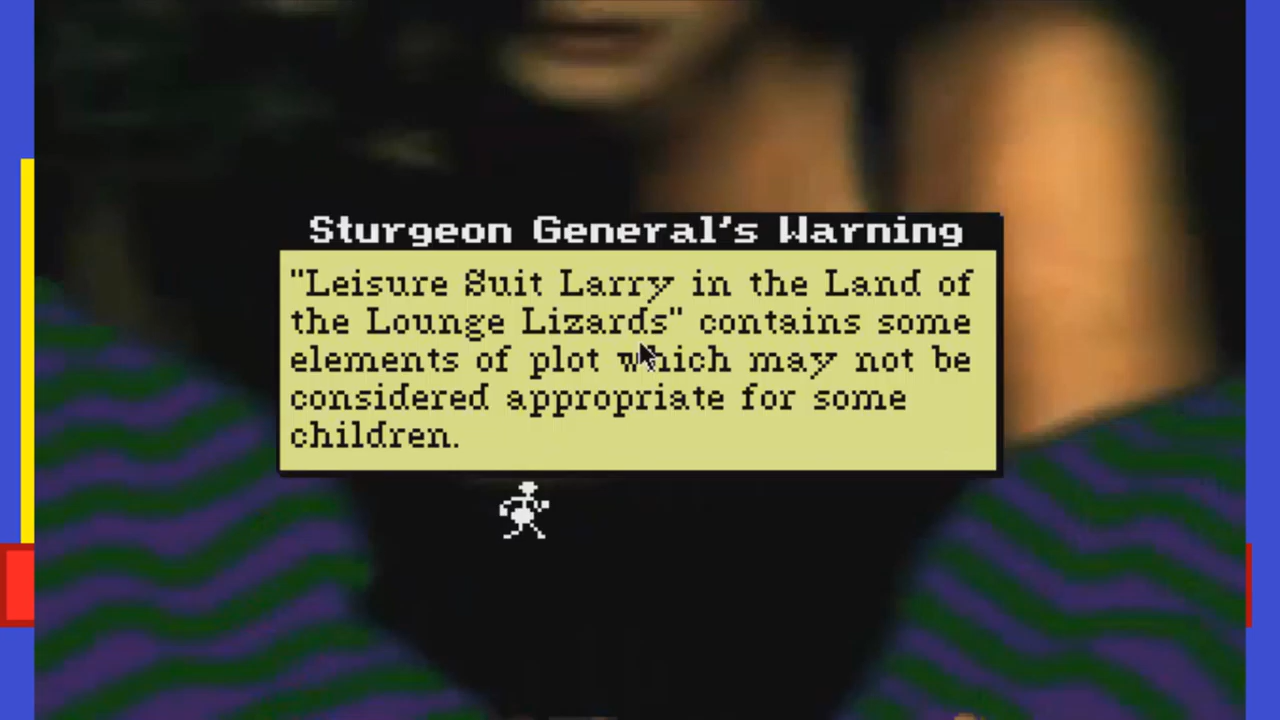 Sturgeon General's Warning
"Leisure Suit Larry in the Land of
the Lounge Lizards" contains some
elements of plot which may not be
considered appropriate for some
children.